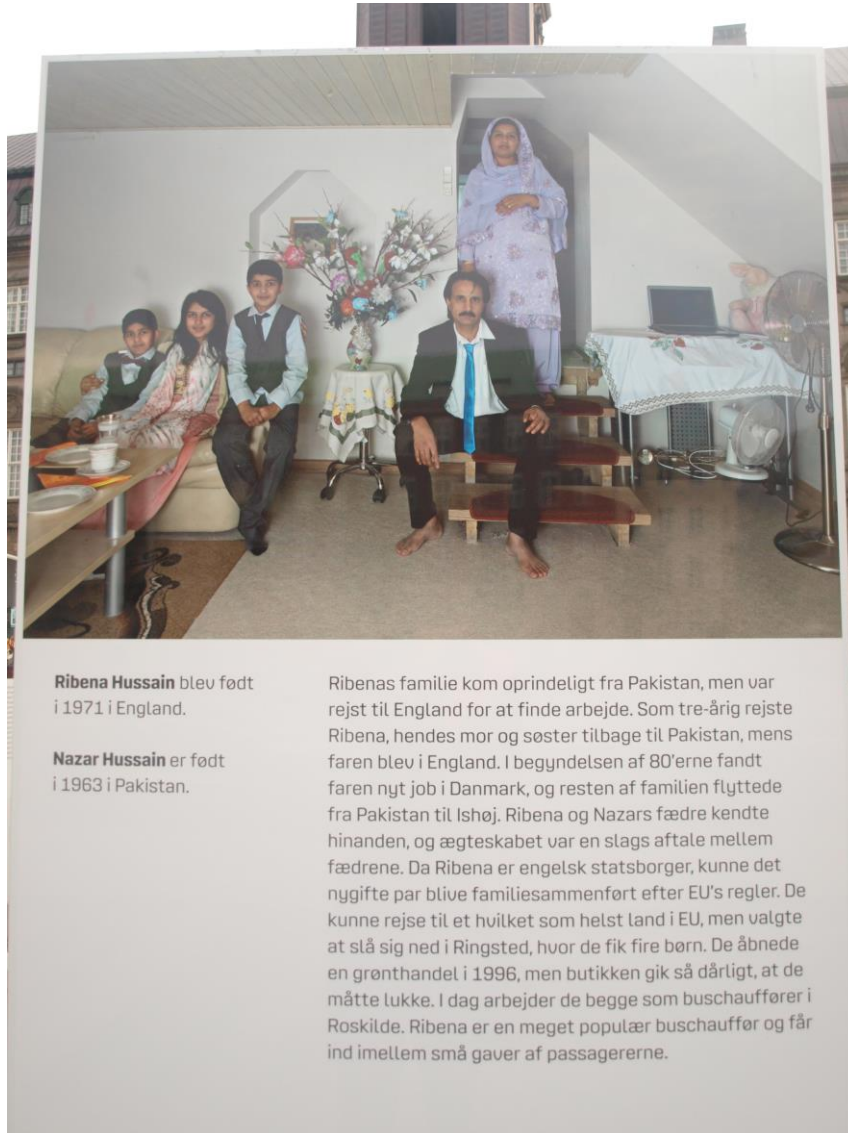 Ribena Hussain blev født
i 1971 i England.
Nazar Hussain er født
i 1963 i Pakistan.
Ribenas familie kom oprindeligt fra Pakistan, men var
rejst til England for at finde arbejde. Som tre-årig rejste
Ribena, hendes mor og søster tilbage til Pakistan, mens
faren blev i England. I begyndelsen af 80'erne fandt
faren nyt job i Danmark, og resten af familien flyttede
fra Pakistan til Ishøj. Ribena og Nazars fædre kendte
hinanden, og ægteskabet var en slags aftale mellem
fædrene. Da Ribena er engelsk statsborger, kunne det
nygifte par blive familiesammenført efter EU's regler. De
kunne rejse til et hvilket som helst land i EU, men valgte
at slå sig ned i Ringsted, hvor de fik fire børn. De åbnede
en grønthandel i 1996, men butikken gik så dårligt, at de
måtte lukke. I dag arbejder de begge som buschauffører i
Roskilde. Ribena er en meget populær buschauffør og får
ind imellem små gaver af passagererne.